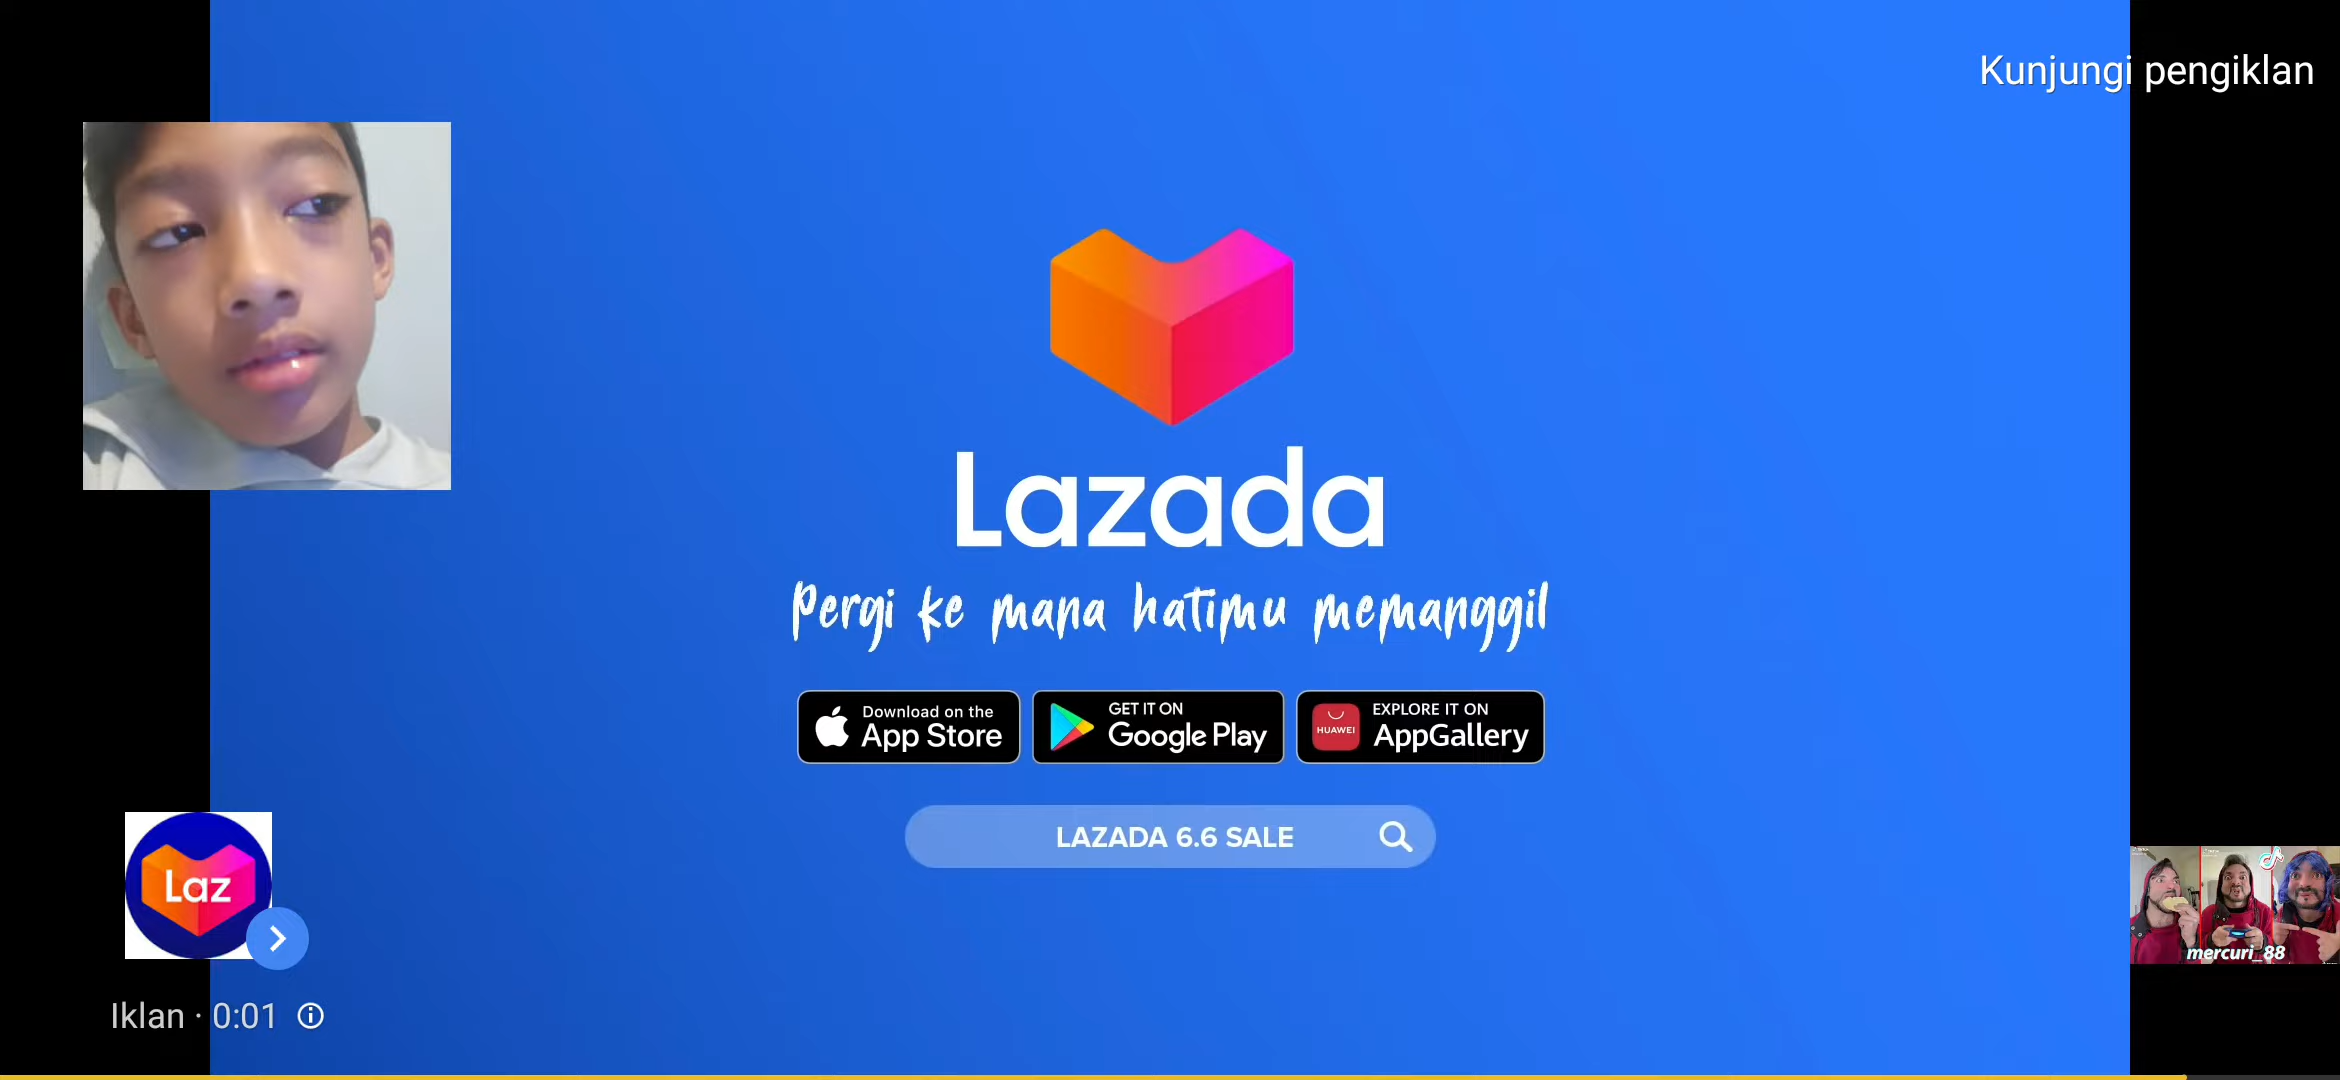 Kunjungi pengiklan
Lazada
Pergi ke mana hatimu memanggil
Download on the
App Store
GET IT ON
Google Play
HUAWEI
EXPLORE IT ON
AppGallery
LAZADA 6.6 SALE
Laz
mercuri_88
Iklan · 0:01